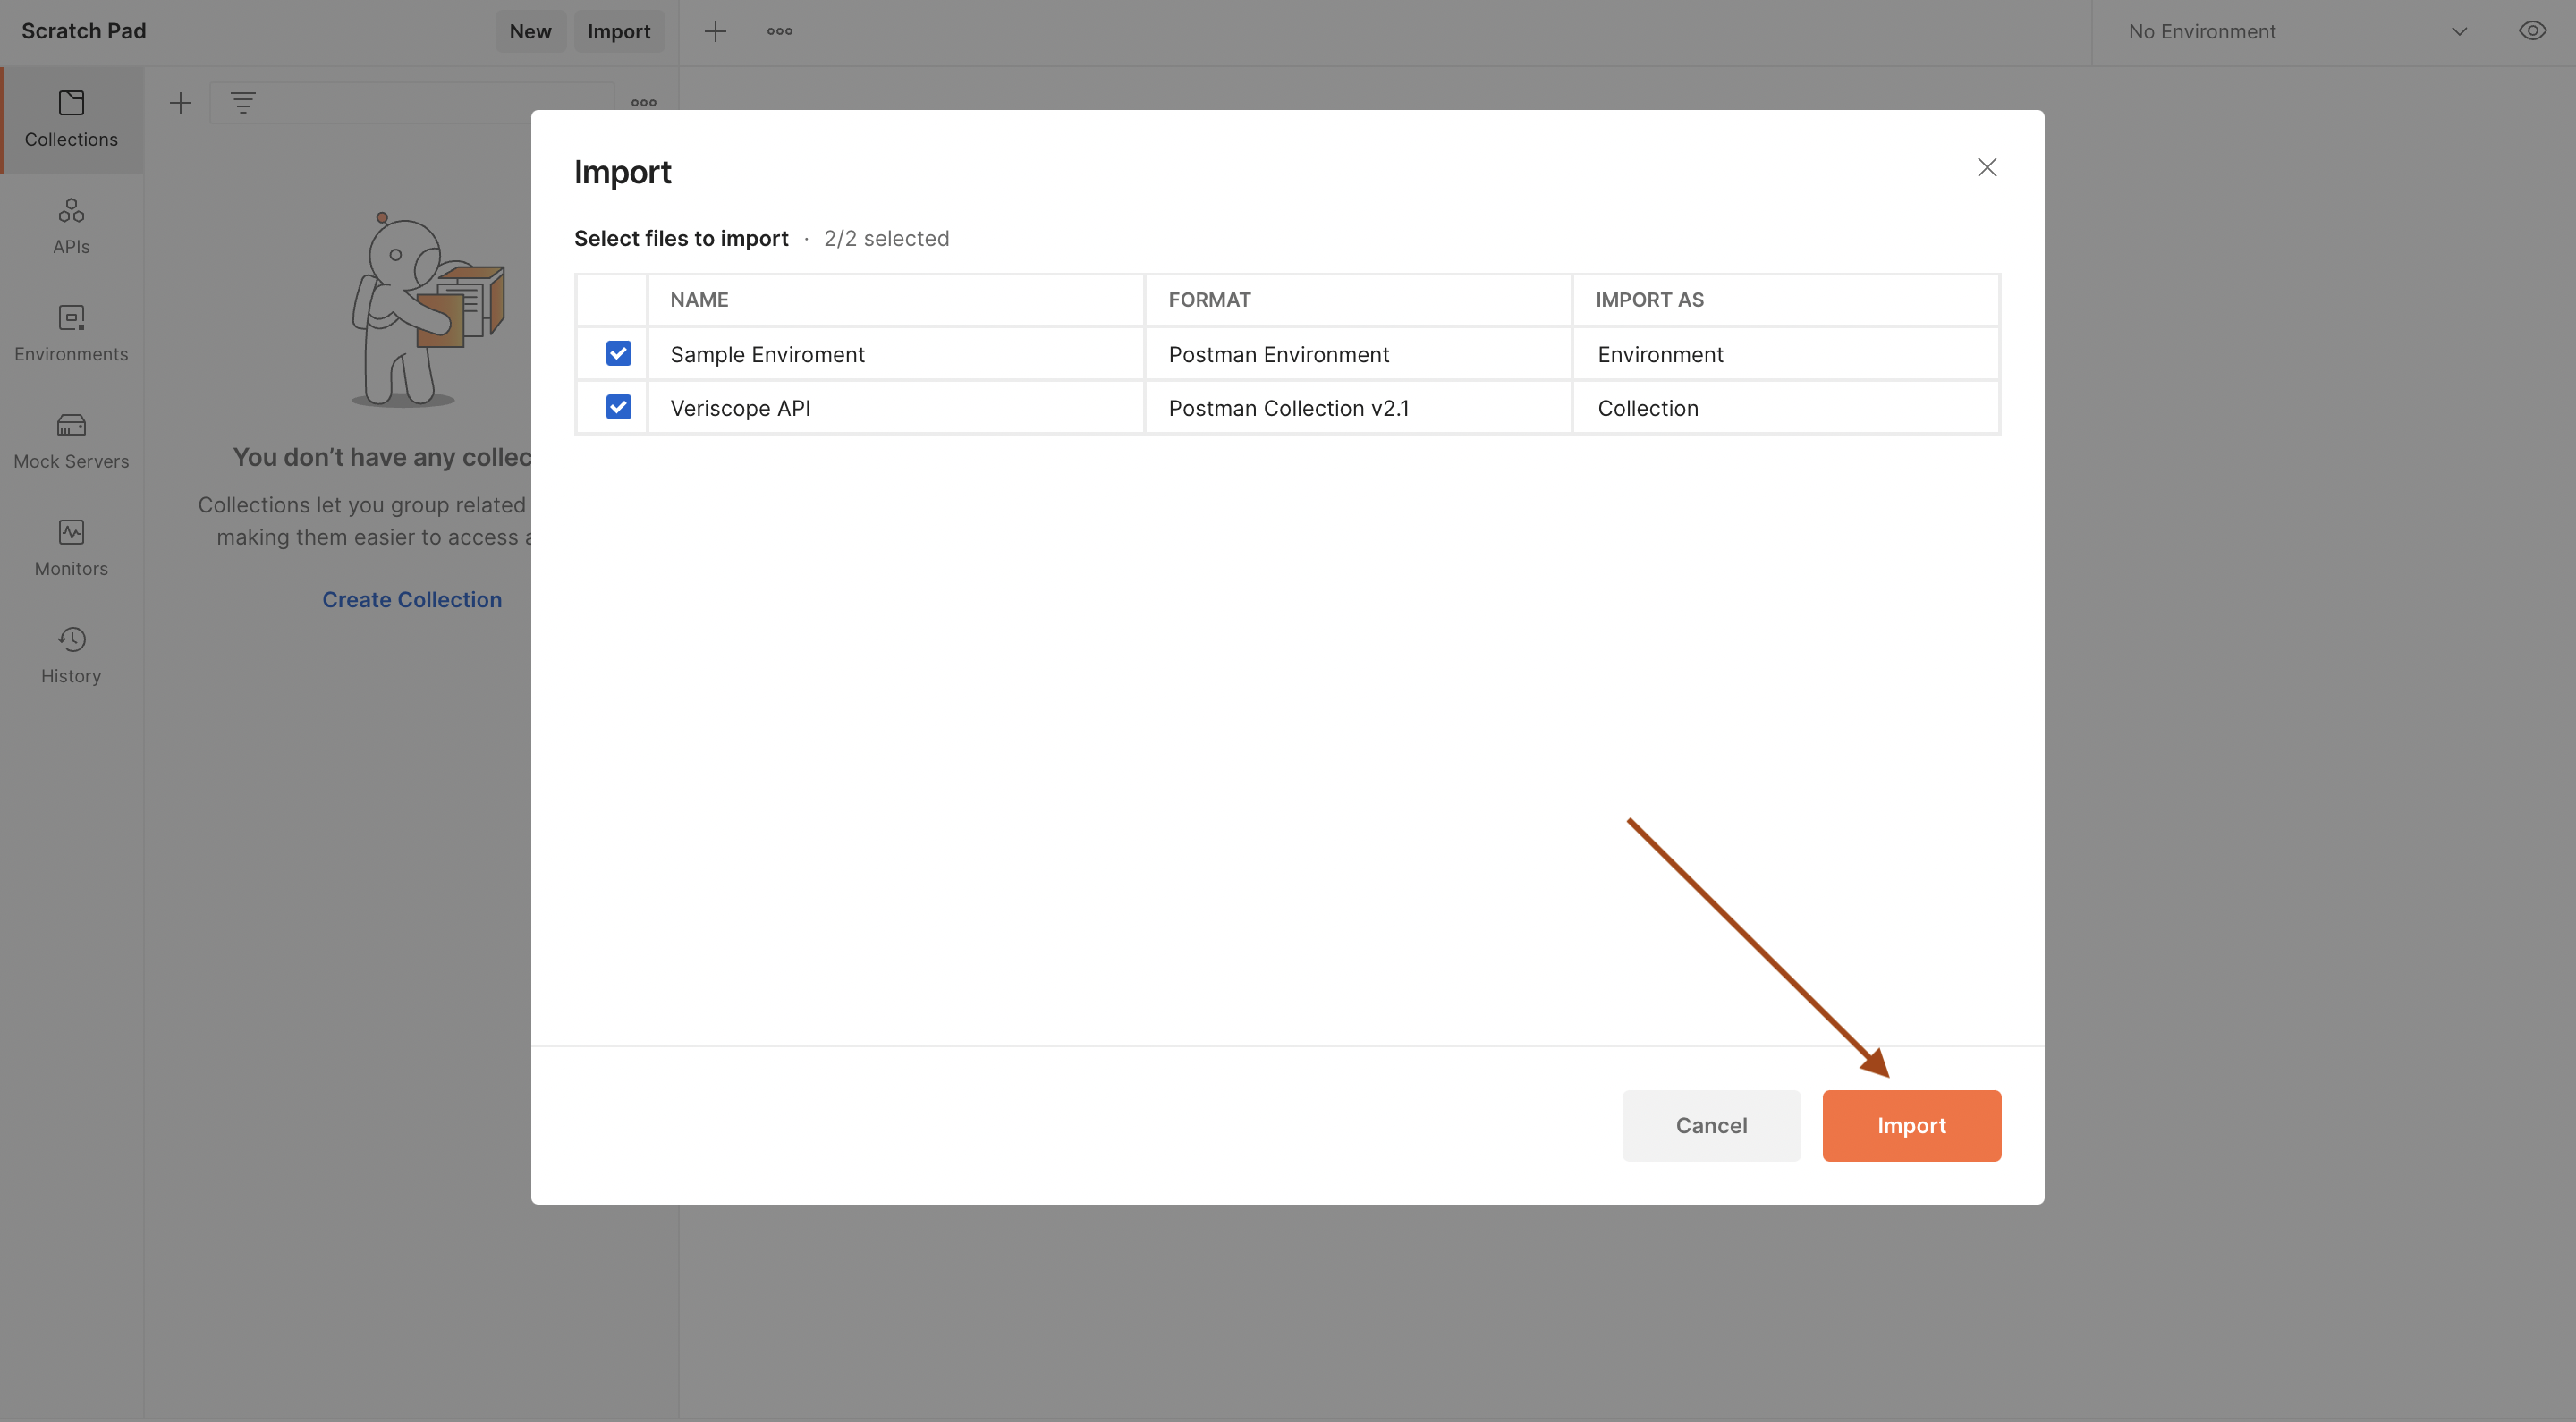 Scratch Pad
New
Import
No Environment
Collections
APIs
Environments
Mock Servers
Monitors
History
You don’t have any collec
Collections let you group related
making them easier to access
Create Collection
Import
Select files to import · 2/2 selected
NAME FORMAT IMPORT AS
Sample Enviroment Postman Environment Environment
Veriscope API Postman Collection v2.1 Collection
Cancel
Import